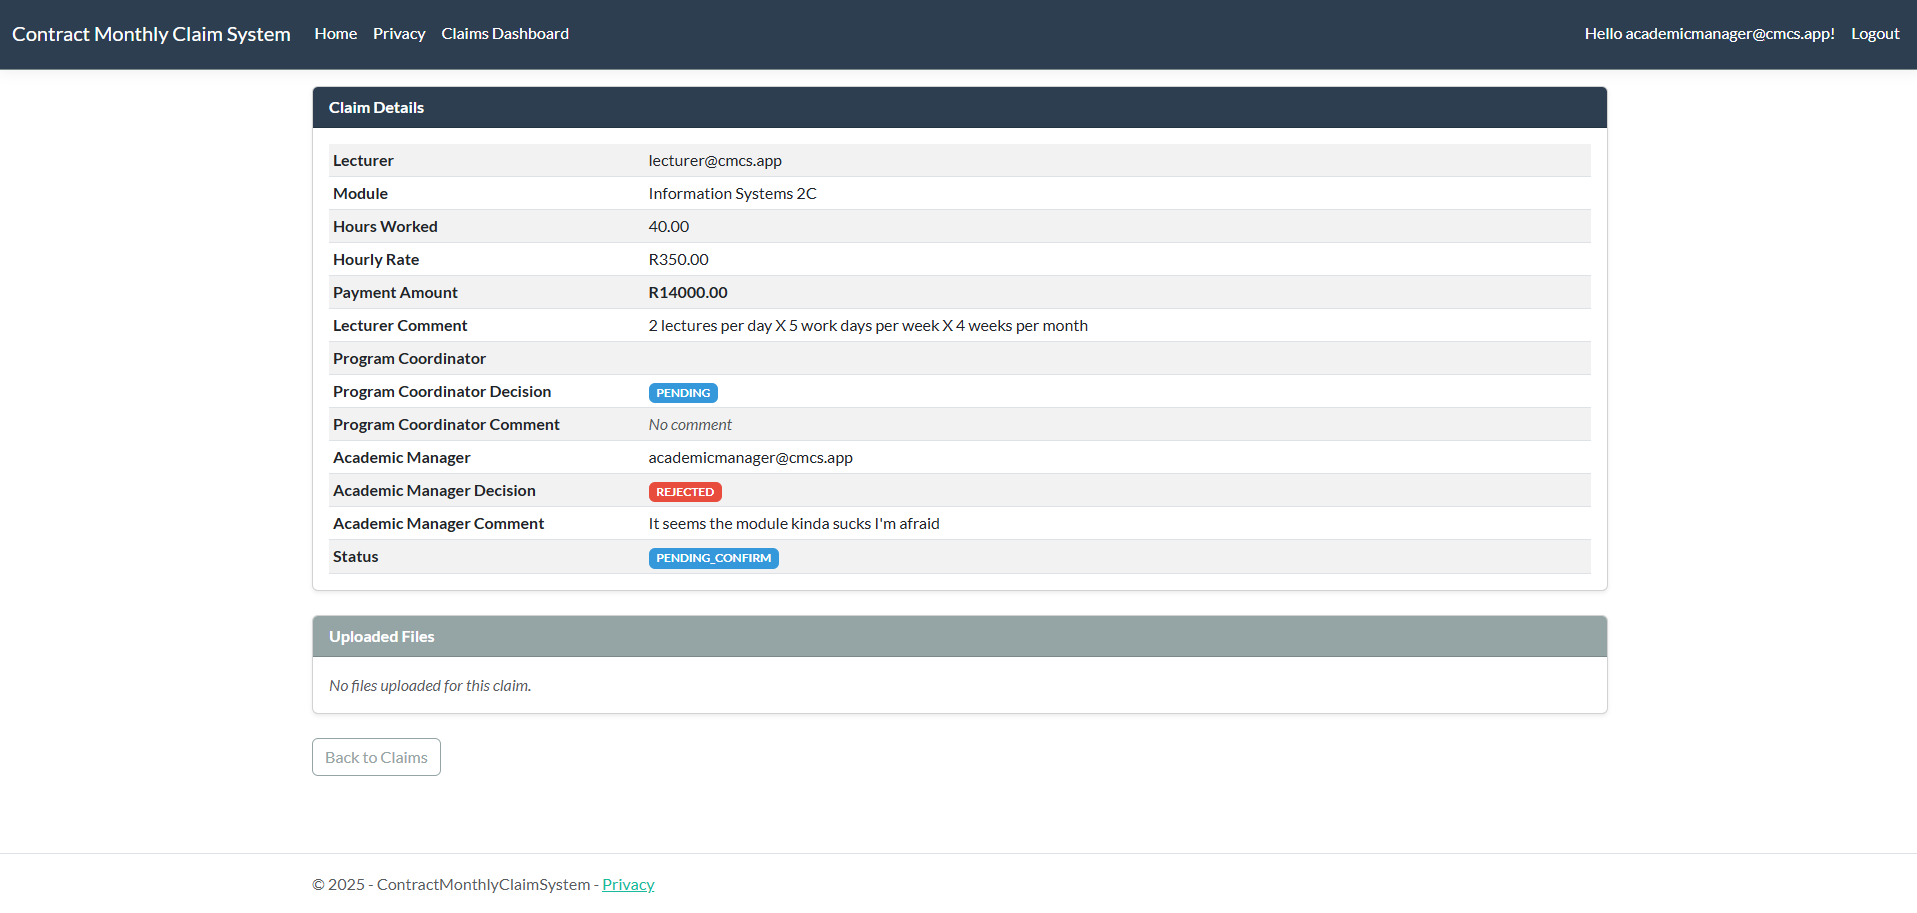 Contract Monthly Claim System Home Privacy Claims Dashboard Hello academicmanager@cmcs.app! Logout
Claim Details
Lecturer lecturer@cmcs.app
Module Information Systems 2C
Hours Worked 40.00
Hourly Rate R350.00
Payment Amount R14000.00
Lecturer Comment 2 lectures per day X 5 work days per week X 4 weeks per month
Program Coordinator
Program Coordinator Decision PENDING
Program Coordinator Comment No comment
Academic Manager academicmanager@cmcs.app
Academic Manager Decision REJECTED
Academic Manager Comment It seems the module kinda sucks I'm afraid
Status PENDING_CONFIRM
Uploaded Files
No files uploaded for this claim.
Back to Claims
© 2025 - ContractMonthlyClaimSystem - Privacy